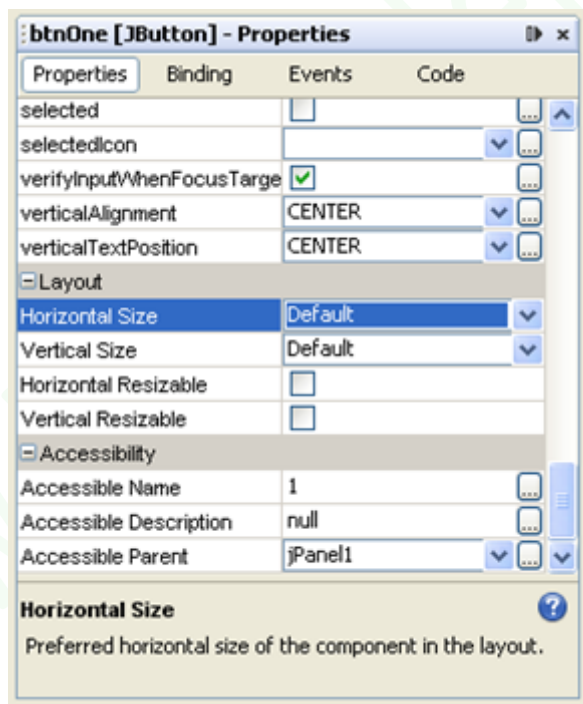 btnOne [JButton] - Properties
Properties Binding Events Code
selected
selectedIcon
verifyInputWhenFocusTarge
verticalAlignment CENTER
verticalTextPosition CENTER
Layout
Horizontal Size Default
Vertical Size Default
Horizontal Resizable
Vertical Resizable
Accessibility
Accessible Name 1
Accessible Description null
Accessible Parent jPanel1
Horizontal Size
Preferred horizontal size of the component in the layout.